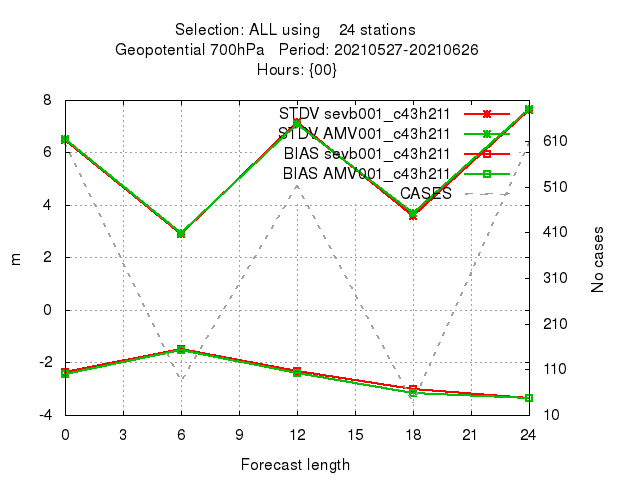 Selection: ALL using    24 stations
Geopotential 700hPa   Period: 20210527-20210626
Hours: {00}
STDV sevb001_c43h211
STDV AMV001_c43h211
BIAS sevb001_c43h211
BIAS AMV001_c43h211
CASES
8
6
4
2
0
-2
-4
m
610
510
410
310
210
110
10
No cases
0 3 6 9 12 15 18 21 24
Forecast length